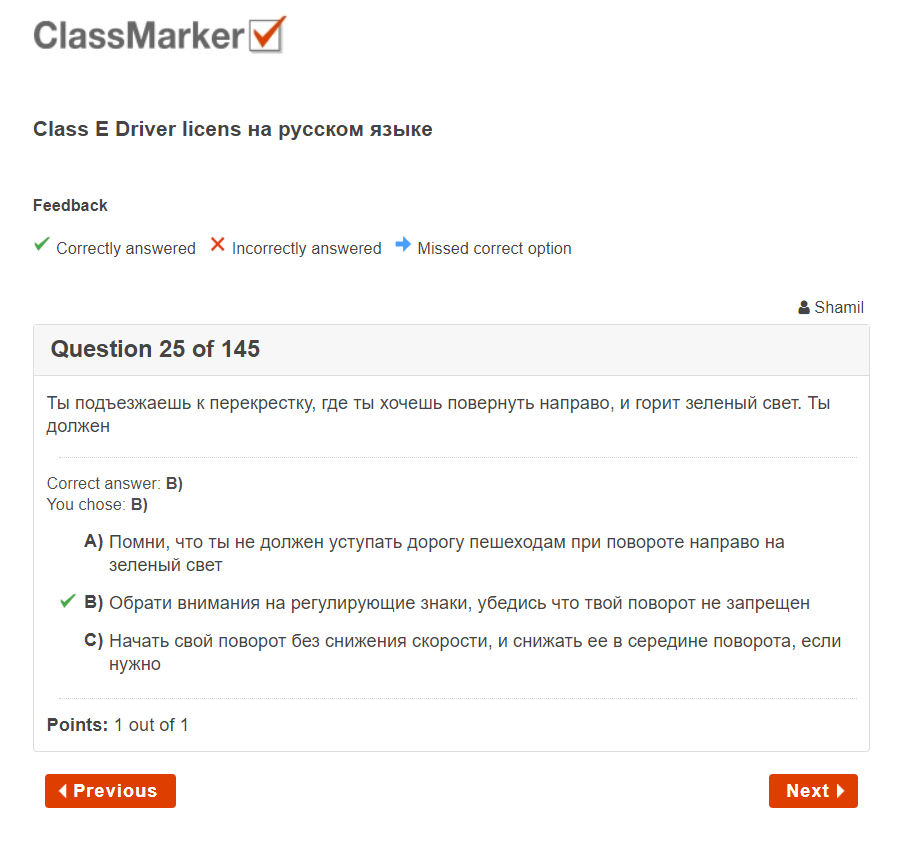 ClassMarker
Class E Driver licens на русском языке
Feedback
Correctly answered Incorrectly answered Missed correct option
Shamil
Question 25 of 145
Ты подъезжаешь к перекрестку, где ты хочешь повернуть направо, и горит зеленый свет. Ты
должен
Correct answer: B)
You chose: B)
A) Помни, что ты не должен уступать дорогу пешеходам при повороте направо на
зеленый свет
B) Обрати внимания на регулирующие знаки, убедись что твой поворот не запрещен
C) Начать свой поворот без снижения скорости, и снижать ее в середине поворота, если
нужно
Points: 1 out of 1
Previous Next